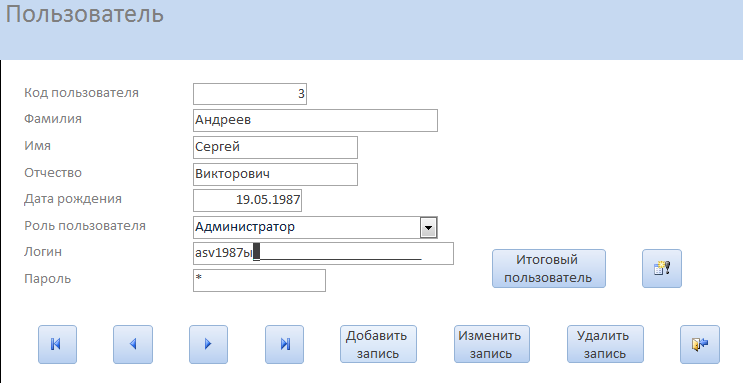 Пользователь
Код пользователя 3
Фамилия Андреев
Имя Сергей
Отчество Викторович
Дата рождения 19.05.1987
Роль пользователя Администратор
Логин asv1987ы_______________________
Пароль *
Итоговый
пользователь
Добавить
запись
Изменить
запись
Удалить
запись